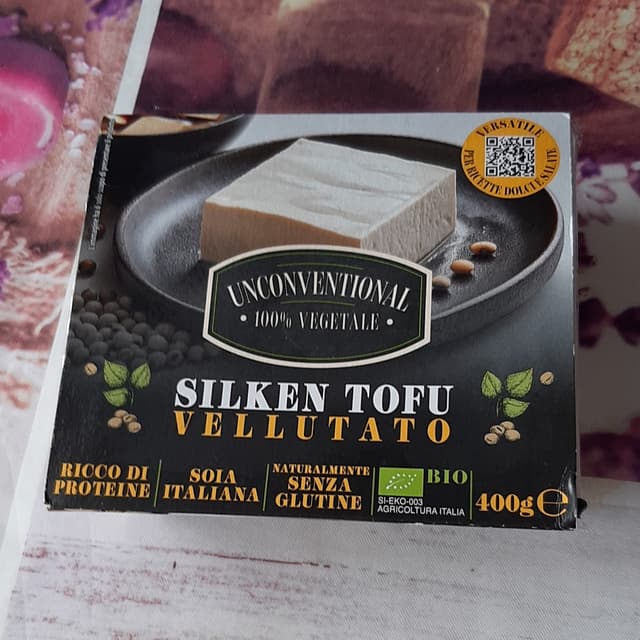 VERSATILE
PER RICETTE DOLCI E SALATE
UNCONVENTIONAL
• 100% VEGETALE •
SILKEN TOFU
VELLUTATO
RICCO DI
PROTEINE
SOIA
ITALIANA
NATURALMENTE
SENZA
GLUTINE
BIO
SI-EKO-003
AGRICOLTURA ITALIA
400g e